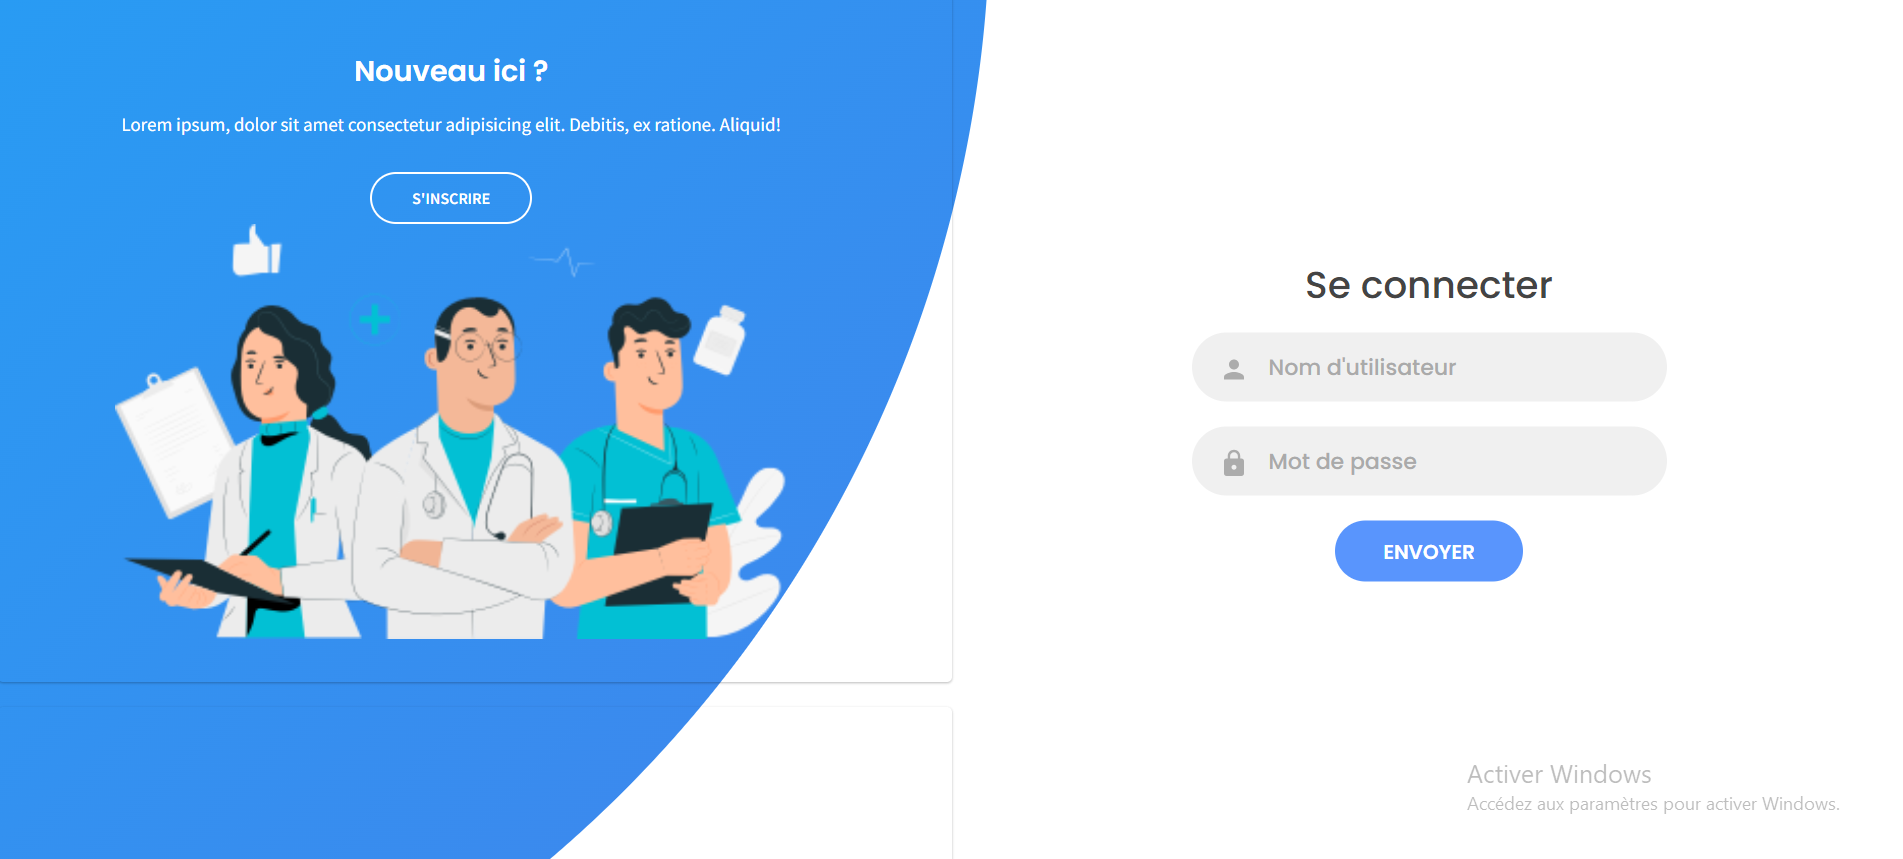 Nouveau ici ?
Lorem ipsum, dolor sit amet consectetur adipisicing elit. Debitis, ex ratione. Aliquid!
S'INSCRIRE
Se connecter
Nom d'utilisateur
Mot de passe
ENVOYER
Activer Windows
Accédez aux paramètres pour activer Windows.